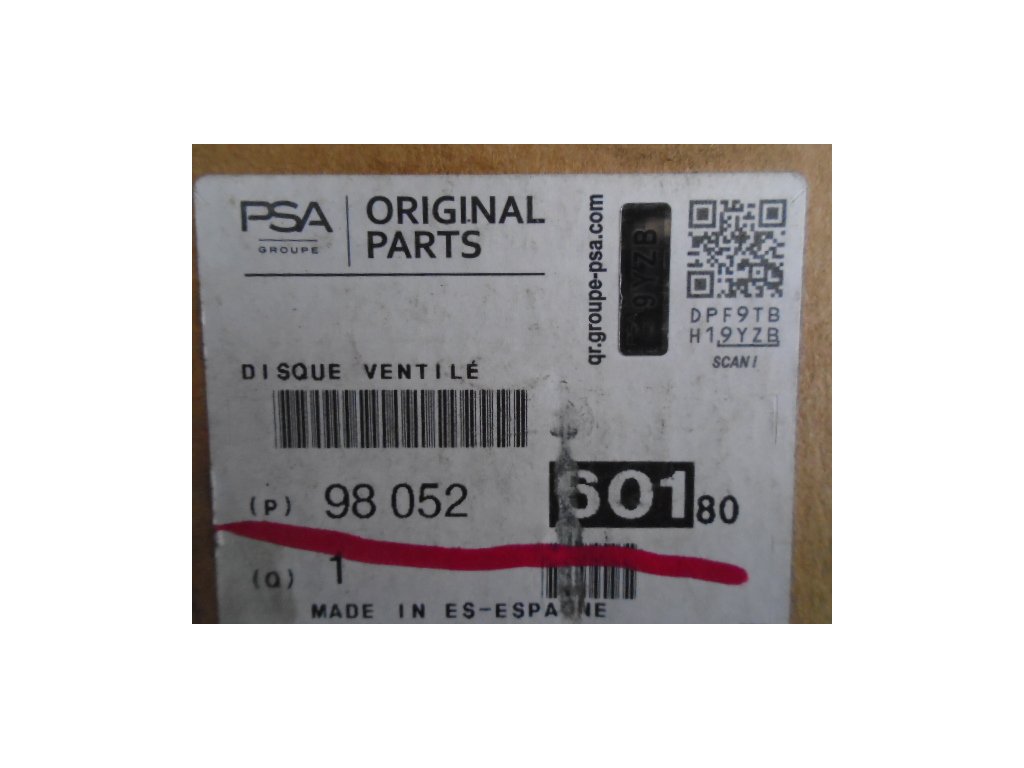 PSA
GROUPE
ORIGINAL
PARTS
qr.groupe-psa.com
9YZB
DPF9TB
H19YZB
SCAN!
DISQUE VENTILÉ
(P) 98 052 601 80
(Q) 1
MADE IN ES-ESPAGNE